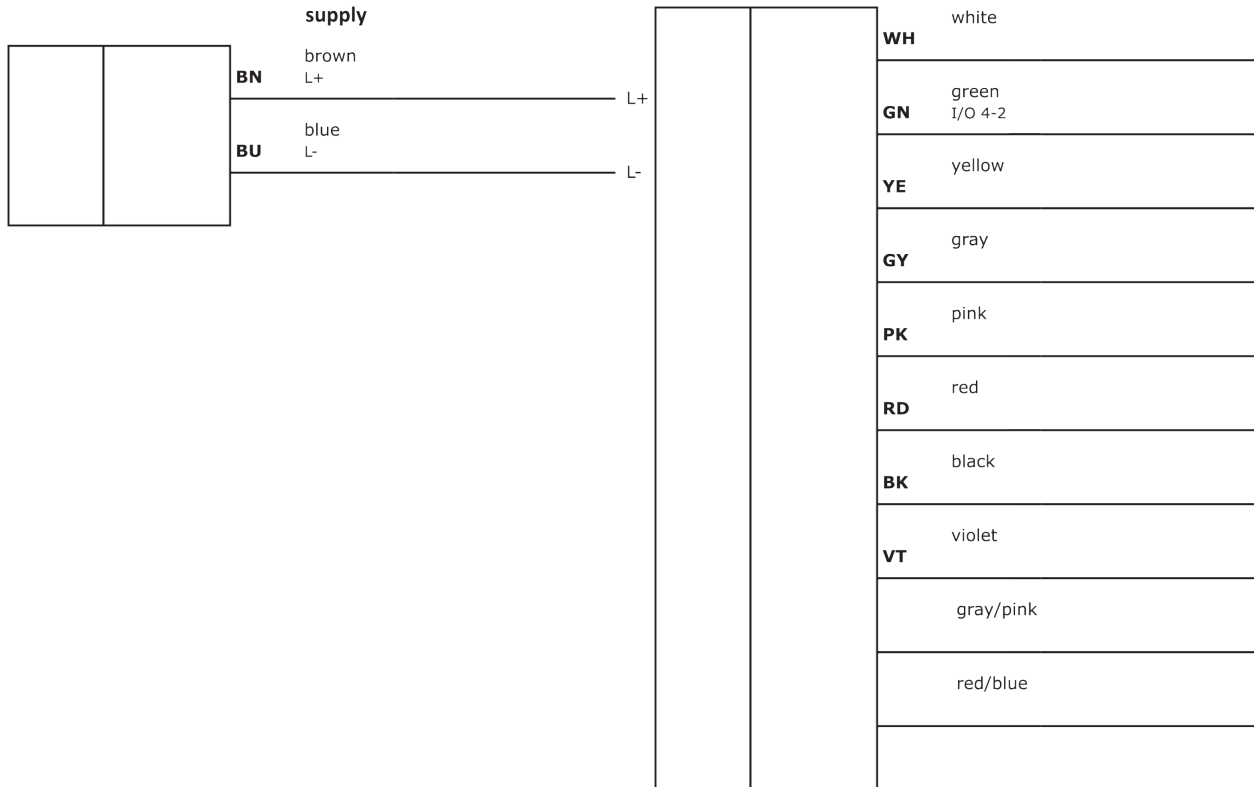 supply
brown
BN L+
L+
blue
BU L-
L-
white
WH
green
GN I/O 4-2
yellow
YE
gray
GY
pink
PK
red
RD
black
BK
violet
VT
gray/pink
red/blue